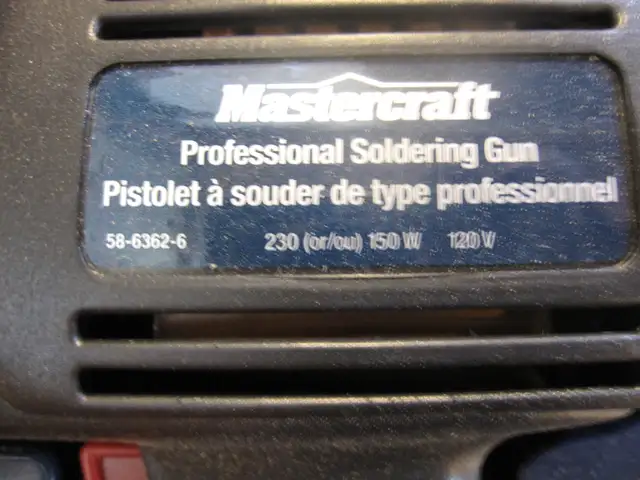 Mastercraft
Professional Soldering Gun
Pistolet à souder de type professionnel
58-6362-6 230 (or/ou) 150 W 120 V